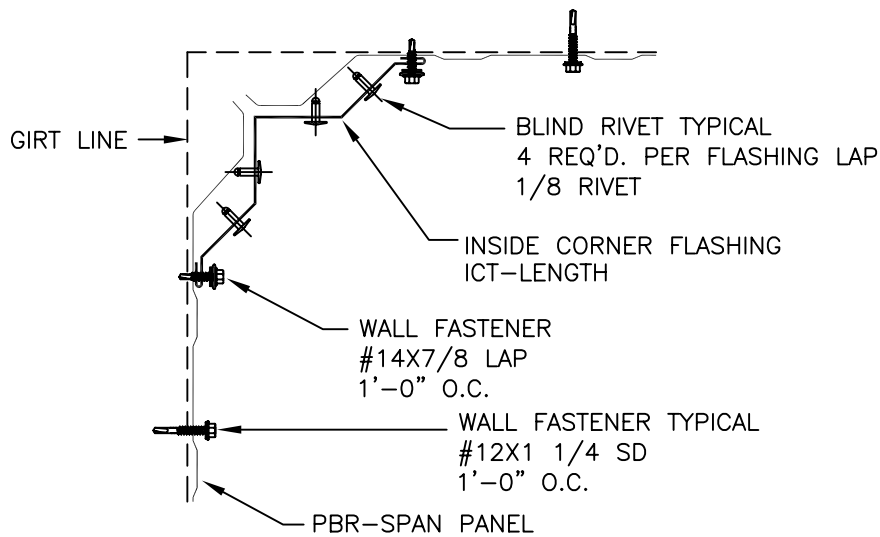 GIRT LINE
BLIND RIVET TYPICAL
4 REQ'D. PER FLASHING LAP
1/8 RIVET
INSIDE CORNER FLASHING
ICT-LENGTH
WALL FASTENER
#14X7/8 LAP
1'-0" O.C.
WALL FASTENER TYPICAL
#12X1 1/4 SD
1'-0" O.C.
PBR-SPAN PANEL